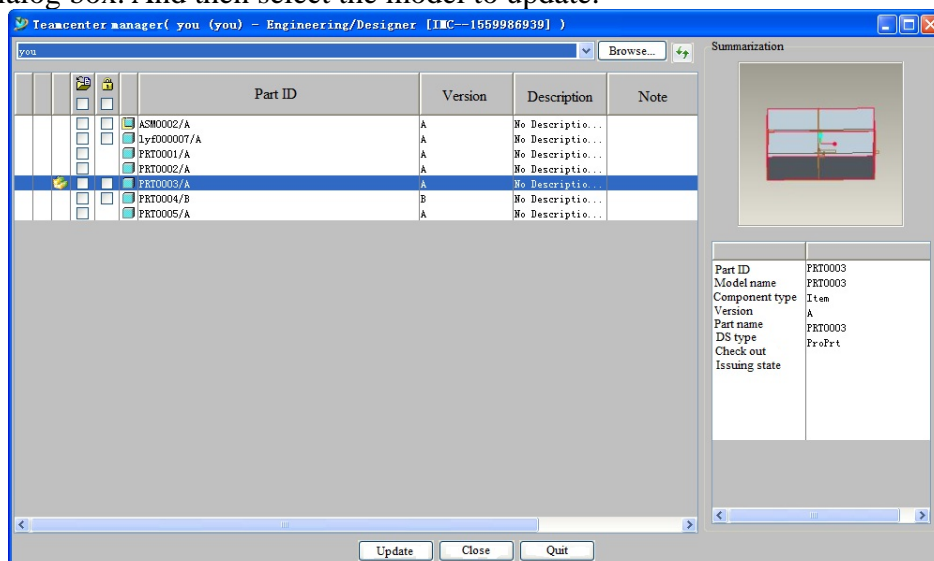 alog box. And then select the model to update.
Teamcenter manager( you (you) - Engineering/Designer [IMC--1559986939] )
you Browse... Summarization
Part ID Version Description Note
ASM0002/A A No Descriptio...
lyf000007/A A No Descriptio...
PRT0001/A A No Descriptio...
PRT0002/A A No Descriptio...
PRT0003/A A No Descriptio...
PRT0004/B B No Descriptio...
PRT0005/A A No Descriptio...
Part ID PRT0003
Model name PRT0003
Component type Item
Version A
Part name PRT0003
DS type ProPrt
Check out
Issuing state
Update Close Quit